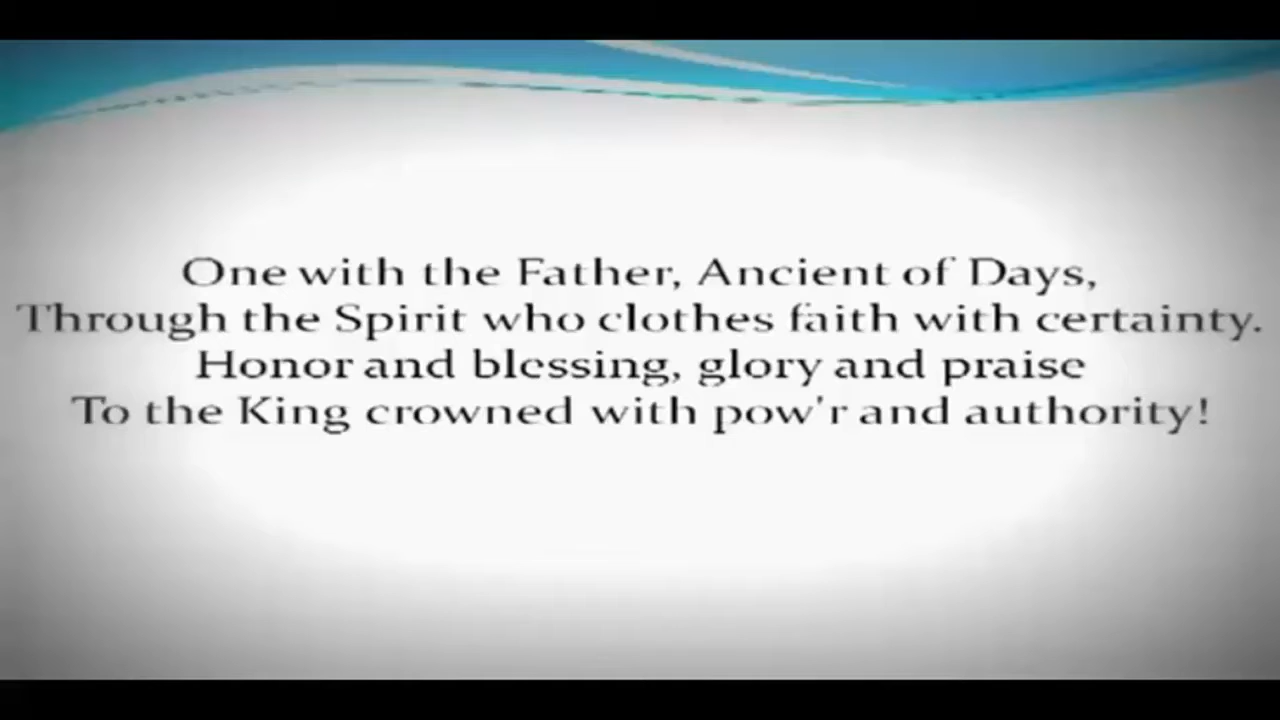 One with the Father, Ancient of Days,
Through the Spirit who clothes faith with certainty.
Honor and blessing, glory and praise
To the King crowned with pow'r and authority!